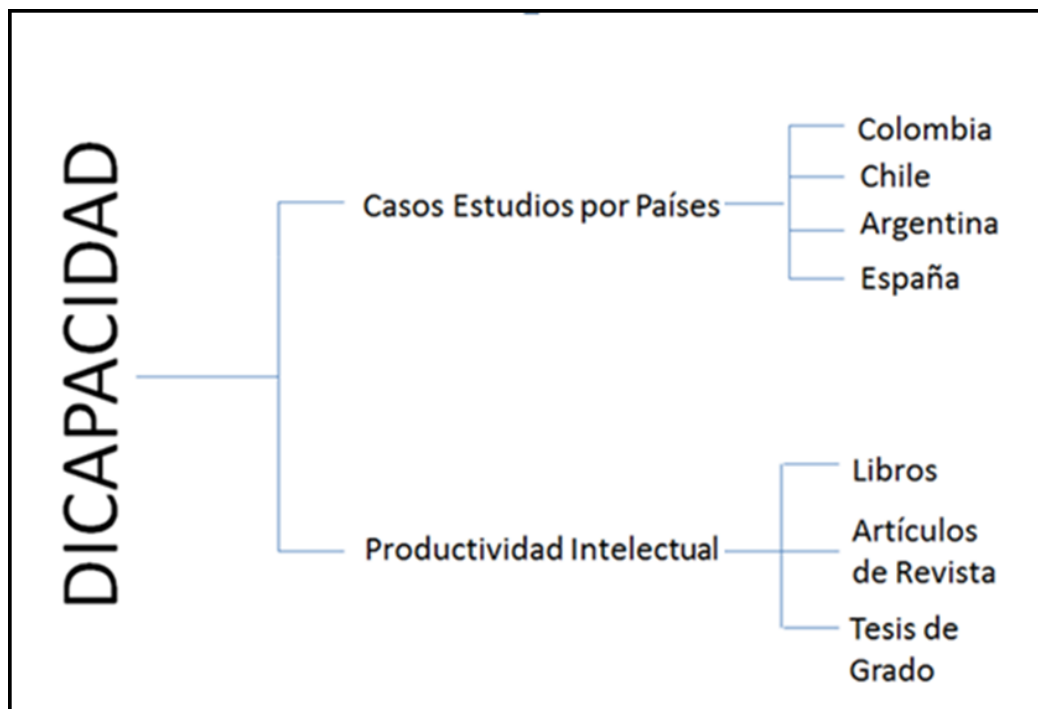 DICAPACIDAD
Casos Estudios por Países
Colombia
Chile
Argentina
España
Productividad Intelectual
Libros
Artículos
de Revista
Tesis de
Grado